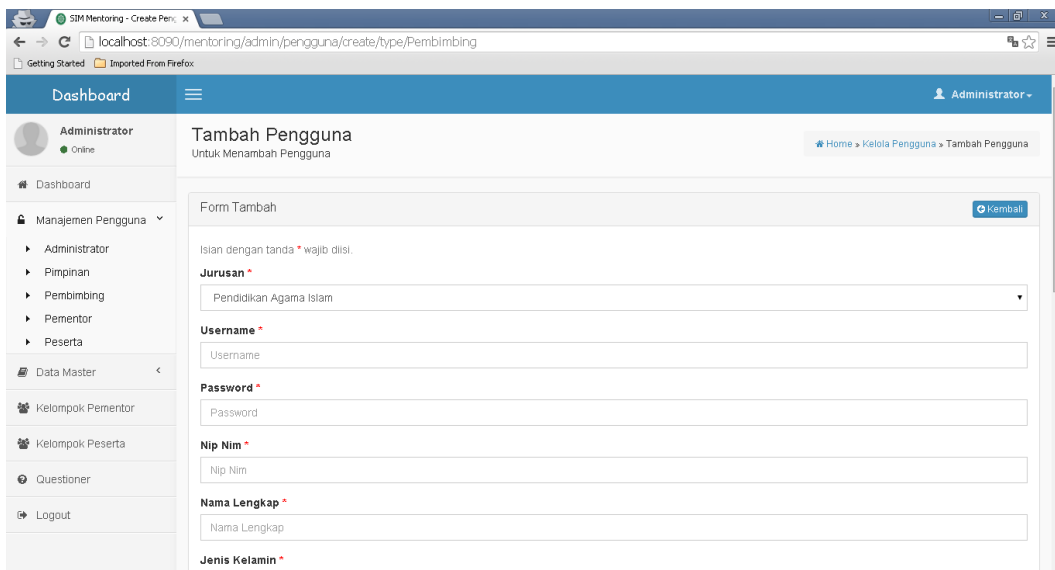 SIM Mentoring - Create Peng
localhost:8090/mentoring/admin/pengguna/create/type/Pembimbing
Getting Started Imported From Firefox
Dashboard
Administrator
Administrator
Online
Tambah Pengguna
Untuk Menambah Pengguna
Home » Kelola Pengguna » Tambah Pengguna
Dashboard
Manajemen Pengguna
Administrator
Pimpinan
Pembimbing
Pementor
Peserta
Data Master
Kelompok Pementor
Kelompok Peserta
Questioner
Logout
Form Tambah
Kembali
Isian dengan tanda * wajib diisi.
Jurusan *
Pendidikan Agama Islam
Username *
Username
Password *
Password
Nip Nim *
Nip Nim
Nama Lengkap *
Nama Lengkap
Jenis Kelamin *